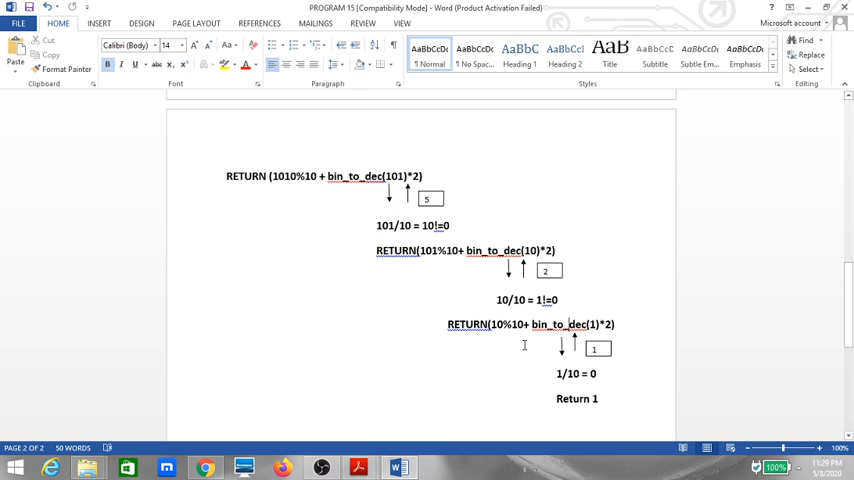 PROGRAM 15 [Compatibility Mode] - Word (Product Activation Failed)
FILE HOME INSERT DESIGN PAGE LAYOUT REFERENCES MAILINGS REVIEW VIEW Microsoft account
Cut
Copy
Format Painter
Paste
Calibri (Body) 14
Clipboard Font Paragraph Styles Editing
AaBbCcDc AaBbCcDc AaBbC AaBbCcl AaB AaBbCcD AaBbCcDc AaBbCcDc
¶ Normal ¶ No Spac... Heading 1 Heading 2 Title Subtitle Subtle Em... Emphasis
Find
Replace
Select
RETURN (1010%10 + bin_to_dec(101)*2)
5
101/10 = 10!=0
RETURN(101%10+ bin_to_dec(10)*2)
2
10/10 = 1!=0
RETURN(10%10+ bin_to_dec(1)*2)
1
1/10 = 0
Return 1
PAGE 2 OF 2 50 WORDS 100%
100% 11:29 PM
5/8/2020